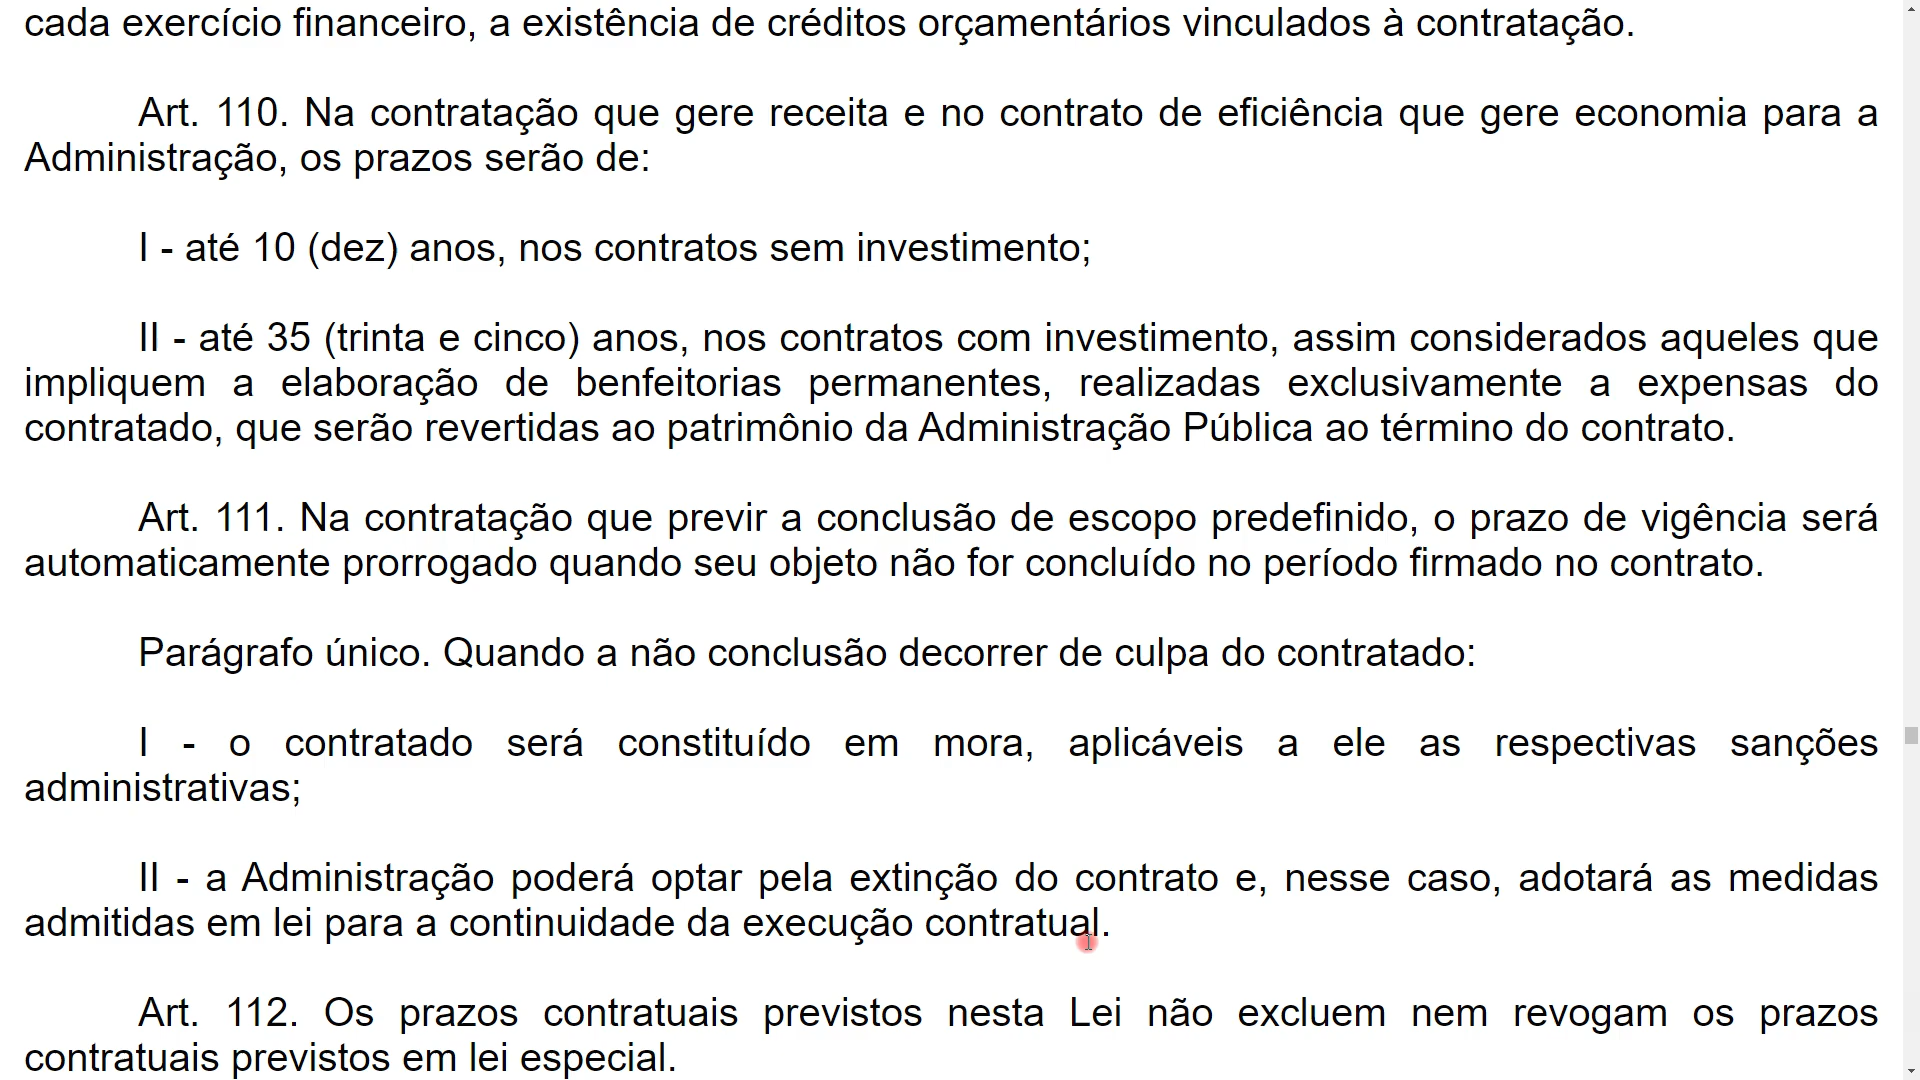 cada exercício financeiro, a existência de créditos orçamentários vinculados à contratação.
Art. 110. Na contratação que gere receita e no contrato de eficiência que gere economia para a
Administração, os prazos serão de:
I - até 10 (dez) anos, nos contratos sem investimento;
II - até 35 (trinta e cinco) anos, nos contratos com investimento, assim considerados aqueles que
impliquem a elaboração de benfeitorias permanentes, realizadas exclusivamente a expensas do
contratado, que serão revertidas ao patrimônio da Administração Pública ao término do contrato.
Art. 111. Na contratação que previr a conclusão de escopo predefinido, o prazo de vigência será
automaticamente prorrogado quando seu objeto não for concluído no período firmado no contrato.
Parágrafo único. Quando a não conclusão decorrer de culpa do contratado:
I - o contratado será constituído em mora, aplicáveis a ele as respectivas sanções
administrativas;
II - a Administração poderá optar pela extinção do contrato e, nesse caso, adotará as medidas
admitidas em lei para a continuidade da execução contratual.
Art. 112. Os prazos contratuais previstos nesta Lei não excluem nem revogam os prazos
contratuais previstos em lei especial.